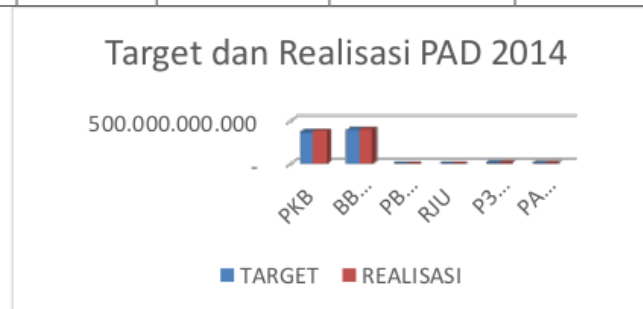 Target dan Realisasi PAD 2014
500.000.000.000
-
PKB
BB...
PB...
RJU
P3...
PA...
TARGET REALISASI